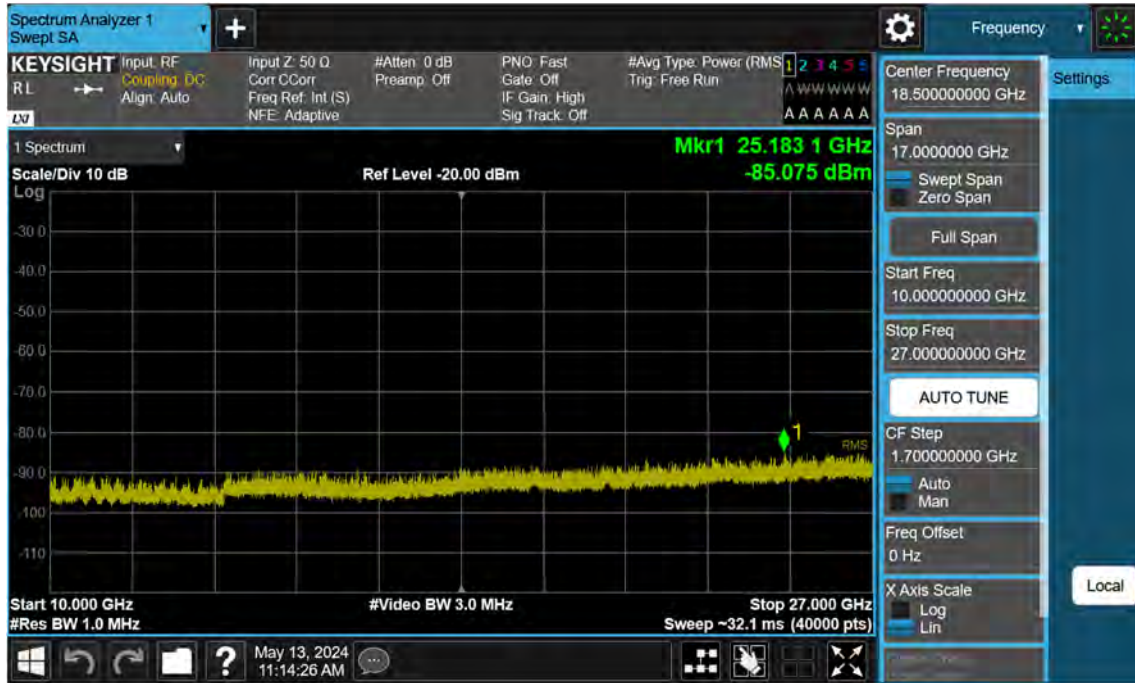 Spectrum Analyzer 1
Swept SA
Frequency
KEYSIGHT
RL
LXI
Input: RF
Coupling: DC
Align: Auto
Input Z: 50 Ω
Corr CCorr
Freq Ref: Int (S)
NFE: Adaptive
#Atten: 0 dB
Preamp: Off
PNO: Fast
Gate: Off
IF Gain: High
Sig Track: Off
#Avg Type: Power (RMS
Trig: Free Run
1 2 3 4 5 6
A W W W W W
A A A A A A
1 Spectrum
Scale/Div 10 dB
Log
Ref Level -20.00 dBm
Mkr1 25.183 1 GHz
-85.075 dBm
-30.0
-40.0
-50.0
-60.0
-70.0
-80.0
-90.0
-100
-110
1
RMS
Start 10.000 GHz
#Res BW 1.0 MHz
#Video BW 3.0 MHz
Stop 27.000 GHz
Sweep ~32.1 ms (40000 pts)
Center Frequency
18.500000000 GHz
Span
17.0000000 GHz
Swept Span
Zero Span
Full Span
Start Freq
10.000000000 GHz
Stop Freq
27.000000000 GHz
AUTO TUNE
CF Step
1.700000000 GHz
Auto
Man
Freq Offset
0 Hz
X Axis Scale
Log
Lin
Settings
Local
?
May 13, 2024
11:14:26 AM